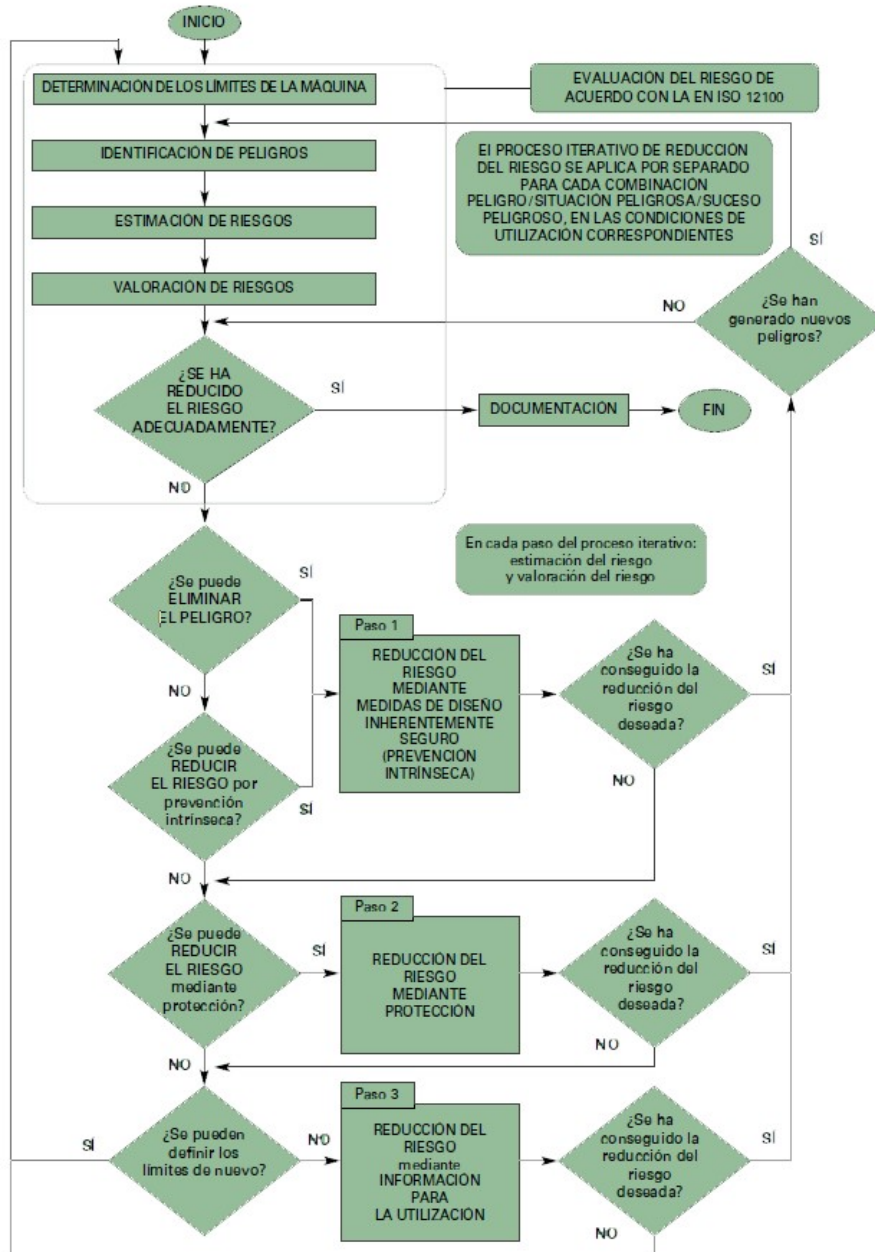 INICIO
DETERMINACIÓN DE LOS LÍMITES DE LA MÁQUINA
EVALUACIÓN DEL RIESGO DE
ACUERDO CON LA EN ISO 12100
IDENTIFICACIÓN DE PELIGROS
El PROCESO ITERATIVO DE REDUCCIÓN
DEL RIESGO SE APLICA POR SEPARADO
PARA CADA COMBINACIÓN
PELIGRO/SITUACIÓN PELIGROSA/SUCESO
PELIGROSO, EN LAS CONDICIONES DE
UTILIZACIÓN CORRESPONDIENTES
ESTIMACIÓN DE RIESGOS
VALORACIÓN DE RIESGOS
SÍ
NO
¿Se han
generado nuevos
peligros?
¿SE HA
REDUCIDO
EL RIESGO
ADECUADAMENTE?
SÍ
DOCUMENTACIÓN
FIN
NO
En cada paso del proceso iterativo:
estimación del riesgo
y valoración del riesgo
¿Se puede
ELIMINAR
EL PELIGRO?
SÍ
NO
Paso 1
REDUCCIÓN DEL
RIESGO
MEDIANTE
MEDIDAS DE DISEÑO
INHERENTEMENTE
SEGURO
(PREVENCIÓN
INTRÍNSECA)
¿Se ha
conseguido la
reducción del
riesgo
deseada?
SÍ
NO
¿Se puede
REDUCIR
EL RIESGO por
prevención
intrínseca?
SÍ
NO
¿Se puede
REDUCIR
EL RIESGO
mediante
protección?
SÍ
NO
Paso 2
REDUCCIÓN DEL
RIESGO
MEDIANTE
PROTECCIÓN
¿Se ha
conseguido la
reducción del
riesgo
deseada?
SÍ
NO
SÍ
¿Se pueden
definir los
límites de nuevo?
NO
Paso 3
REDUCCIÓN DEL
RIESGO
mediante
INFORMACIÓN
PARA
LA UTILIZACIÓN
¿Se ha
conseguido la
reducción del
riesgo
deseada?
SÍ
NO